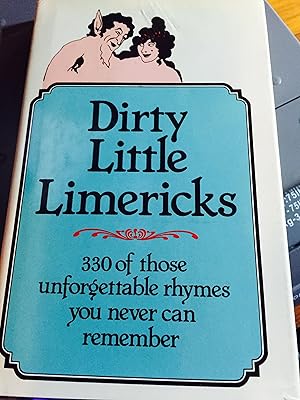 Dirty
Little
Limericks
330 of those
unforgettable rhymes
you never can
remember